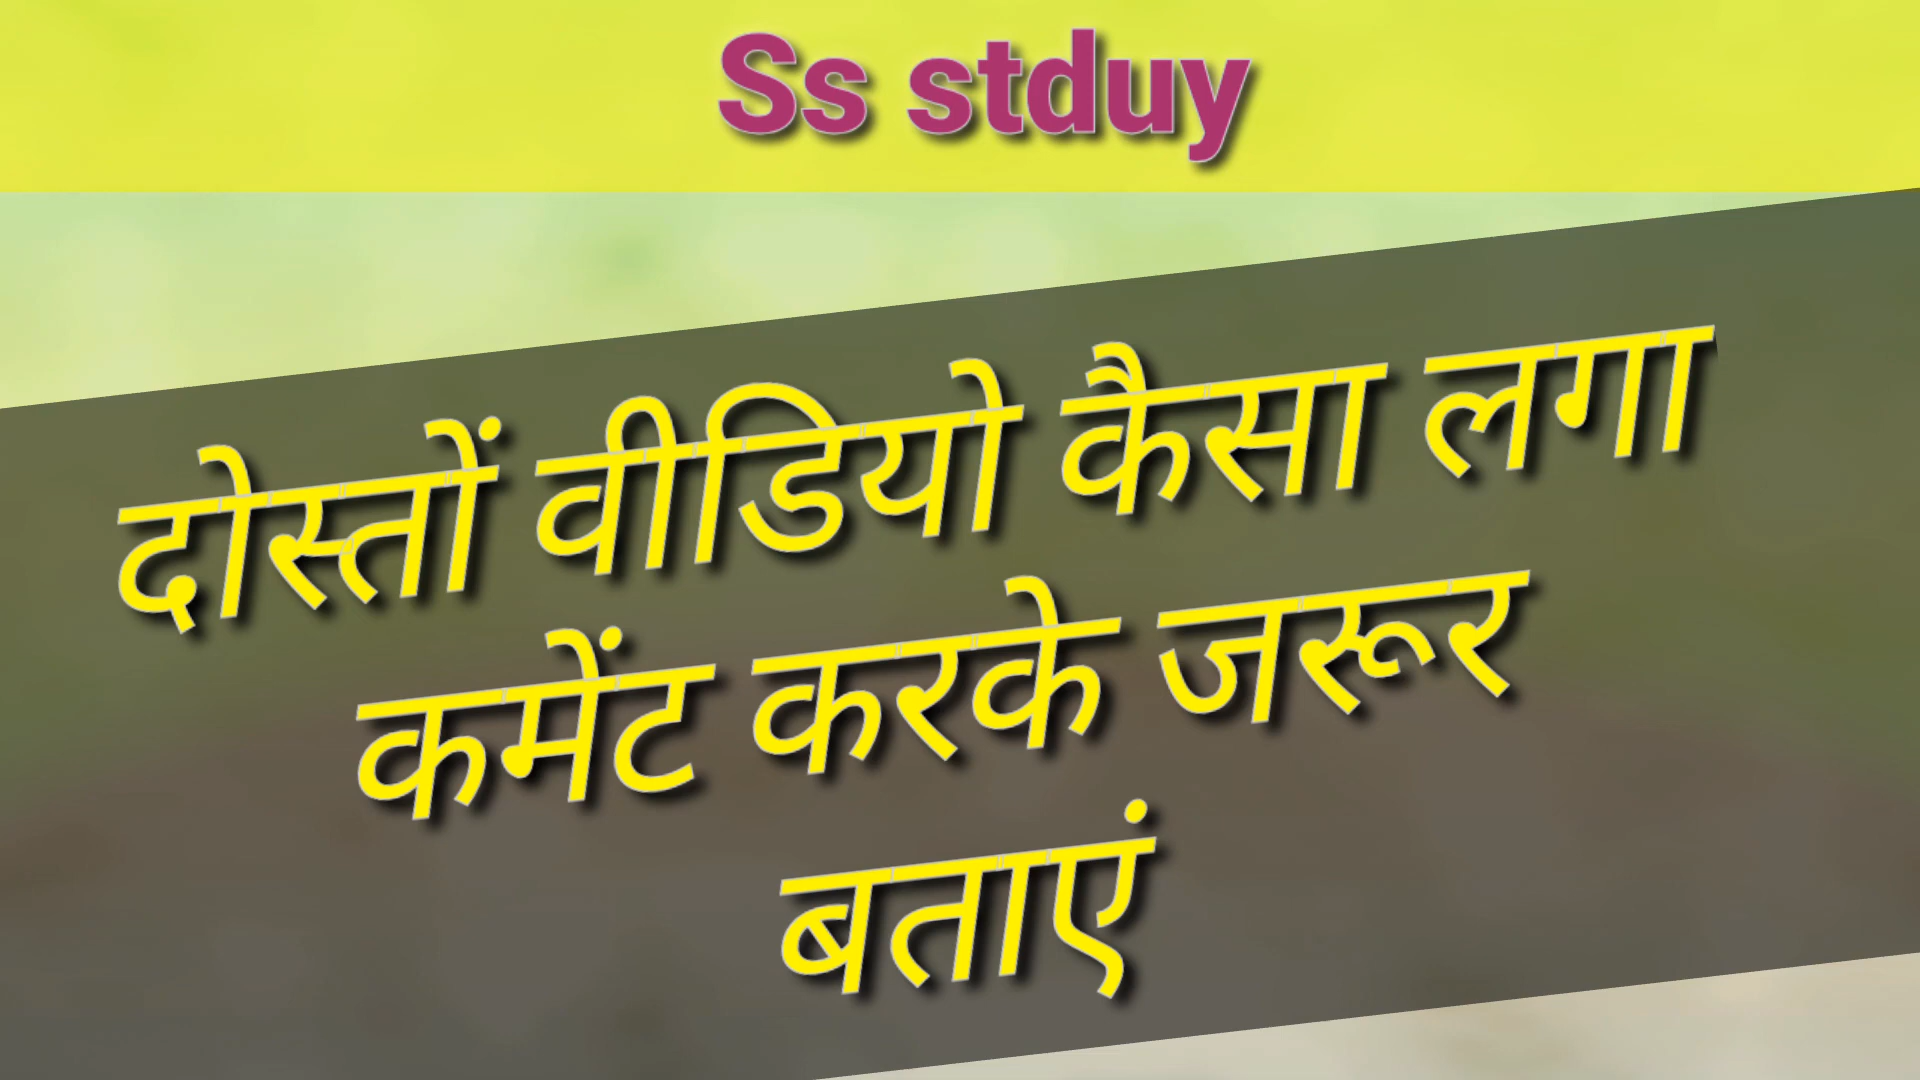 Ss stduy
दोस्तों वीडियो कैसा लगा
कमेंट करके जरूर
बताएं